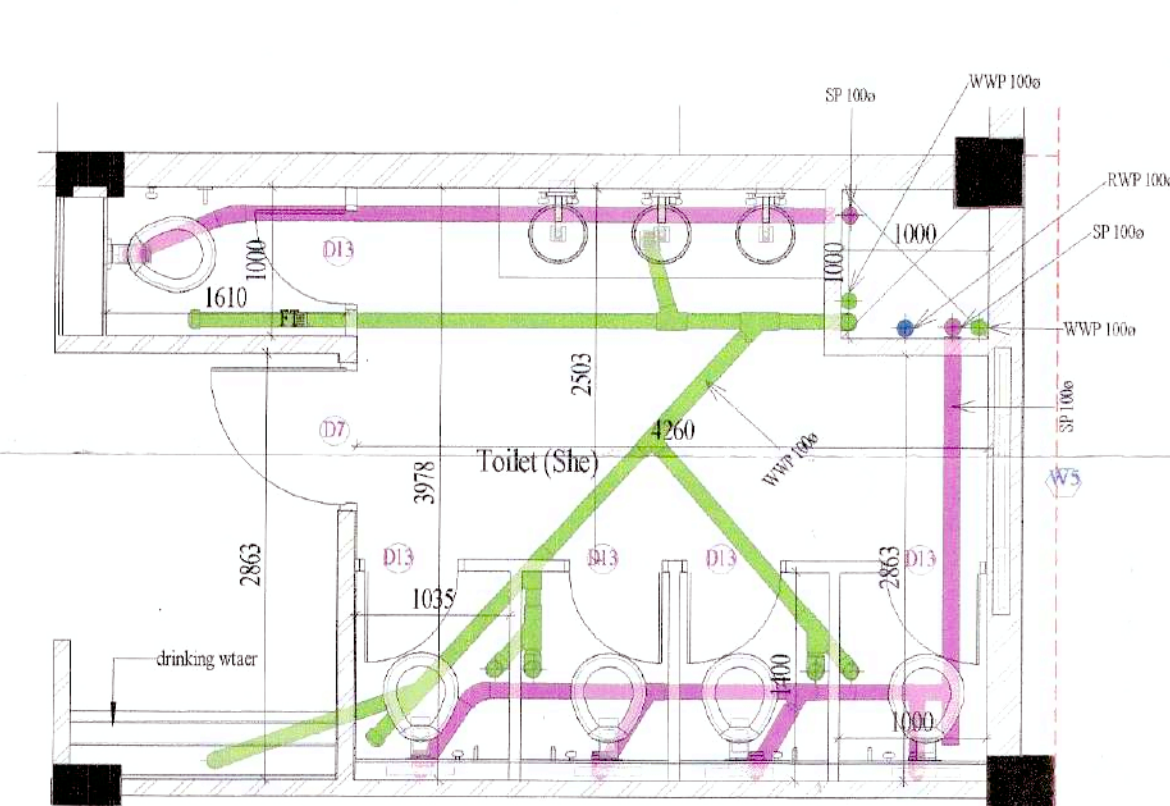 WWP 100ø
SP 100ø
RWP 100ø
SP 100ø
1000
D13
1000
1000
1610
FT
WWP 100ø
2503
SP 100ø
D7
4260
Toilet (She)
WWP 100ø
3978
W5
D13
D13
D13
D13
2863
2863
1035
drinking wtaer
1400
1000